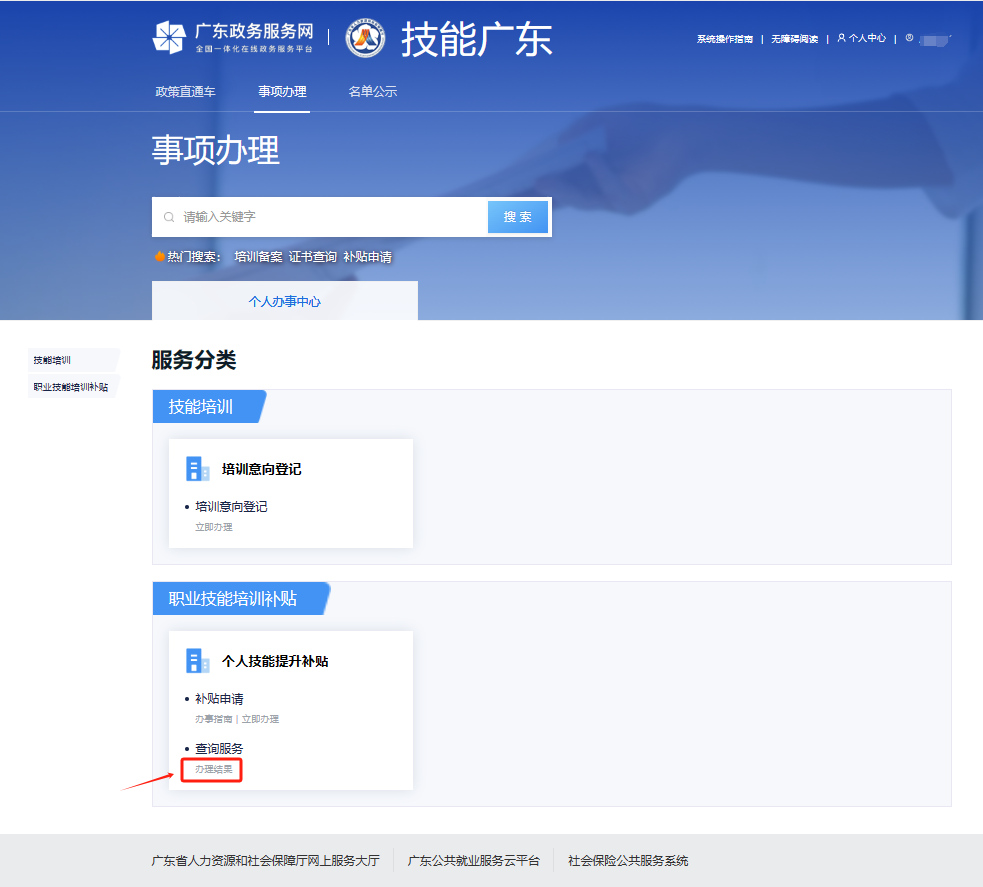 广东政务服务网
全国一体化在线政务服务平台
技能广东
系统操作指南 | 无障碍阅读 | 个人中心 |
政策直通车 事项办理 名单公示
事项办理
请输入关键字 搜 索
热门搜索： 培训备案 证书查询 补贴申请
个人办事中心
技能培训
职业技能培训补贴
服务分类
技能培训
培训意向登记
• 培训意向登记
立即办理
职业技能培训补贴
个人技能提升补贴
• 补贴申请
办事指南 | 立即办理
• 查询服务
办理结果
广东省人力资源和社会保障厅网上服务大厅 广东公共就业服务云平台 社会保险公共服务系统